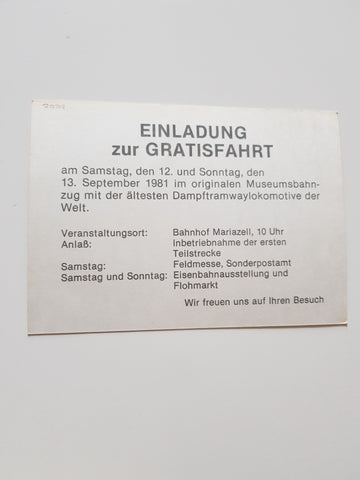 EINLADUNG
zur GRATISFAHRT
am Samstag, den 12. und Sonntag, den
13. September 1981 im originalen Museumsbahn-
zug mit der ältesten Dampftramwaylokomotive der
Welt.
Veranstaltungsort: Bahnhof Mariazell, 10 Uhr
Anlaß: Inbetriebnahme der ersten
Teilstrecke
Samstag: Feldmesse, Sonderpostamt
Samstag und Sonntag: Eisenbahnausstellung und
Flohmarkt
Wir freuen uns auf Ihren Besuch